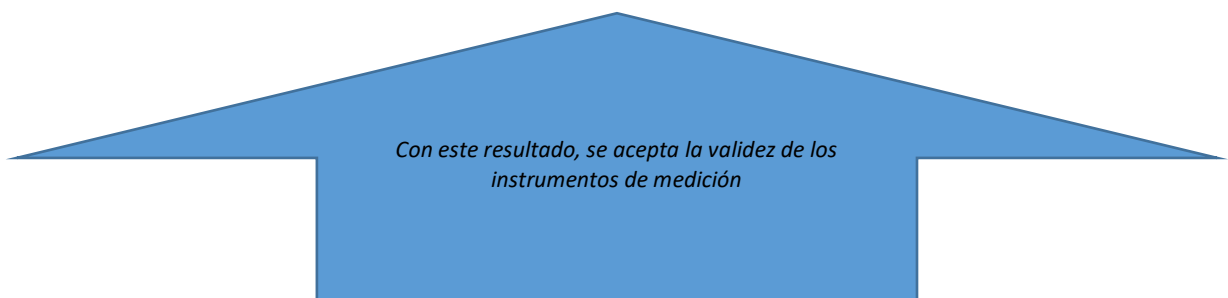 Con este resultado, se acepta la validez de los
instrumentos de medición